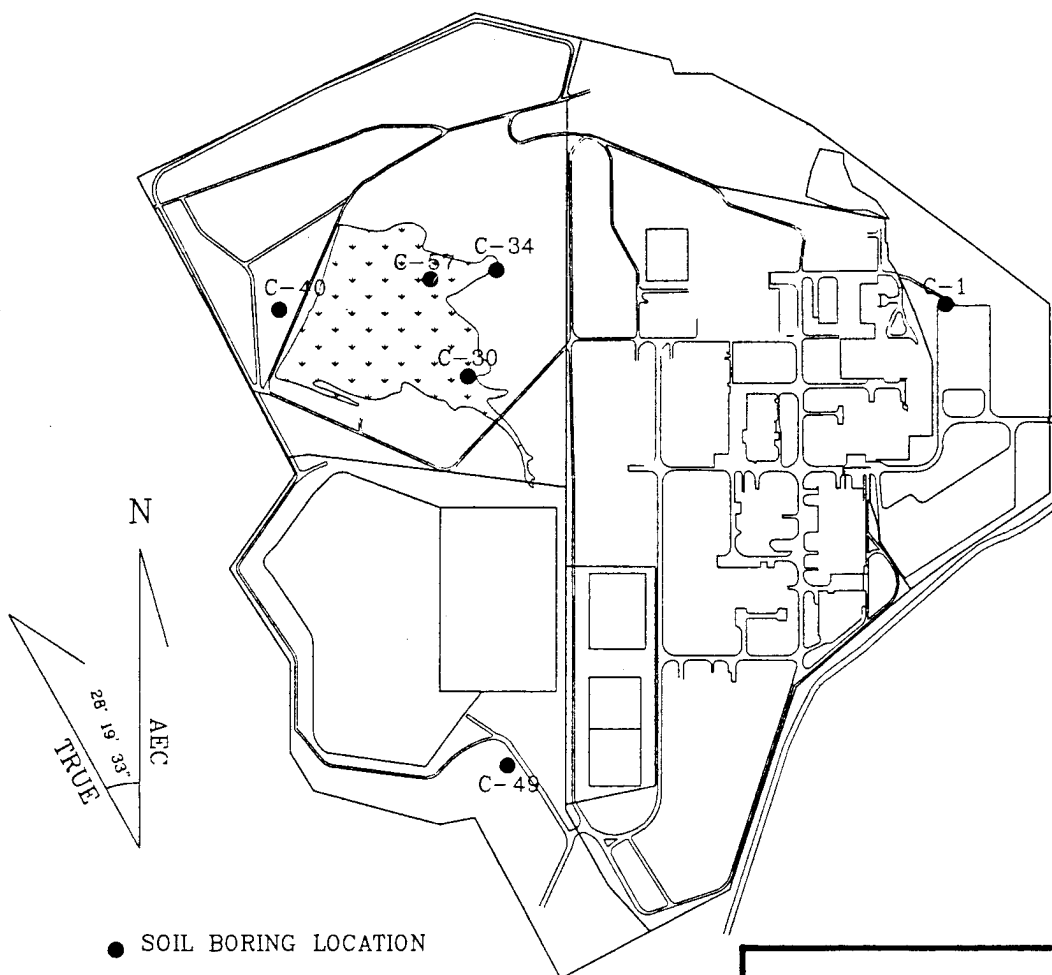 C-34
C-57
C-40
C-1
C-30
N
28' 19' 33"
AEC
TRUE
C-49
SOIL BORING LOCATION